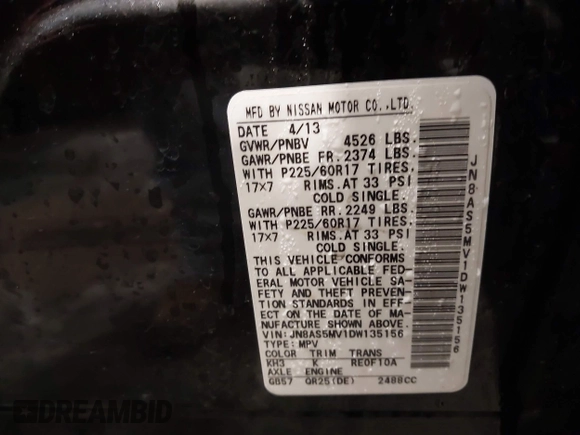 MFD BY NISSAN MOTOR CO.,LTD.
DATE 4/13
GVWR/PNBV 4526 LBS.
GAWR/PNBE FR. 2374 LBS.
WITH P225/60R17 TIRES.
17×7 RIMS.AT 33 PSI
COLD SINGLE.
GAWR/PNBE RR. 2249 LBS.
WITH P225/60R17 TIRES.
17×7 RIMS.AT 33 PSI
COLD SINGLE.
THIS VEHICLE CONFORMS
TO ALL APPLICABLE FED-
ERAL MOTOR VEHICLE SA-
FETY AND THEFT PREVEN-
TION STANDARDS IN EFF-
ECT ON THE DATE OF MA-
NUFACTURE SHOWN ABOVE.
VIN: JN8AS5MV1DW135156
TYPE: MPV
COLOR TRIM TRANS
KH3 K RE0F10A
AXLE ENGINE
GB57 QR25(DE) 2488CC
JN8AS5MV1DW135156
DREAMBID